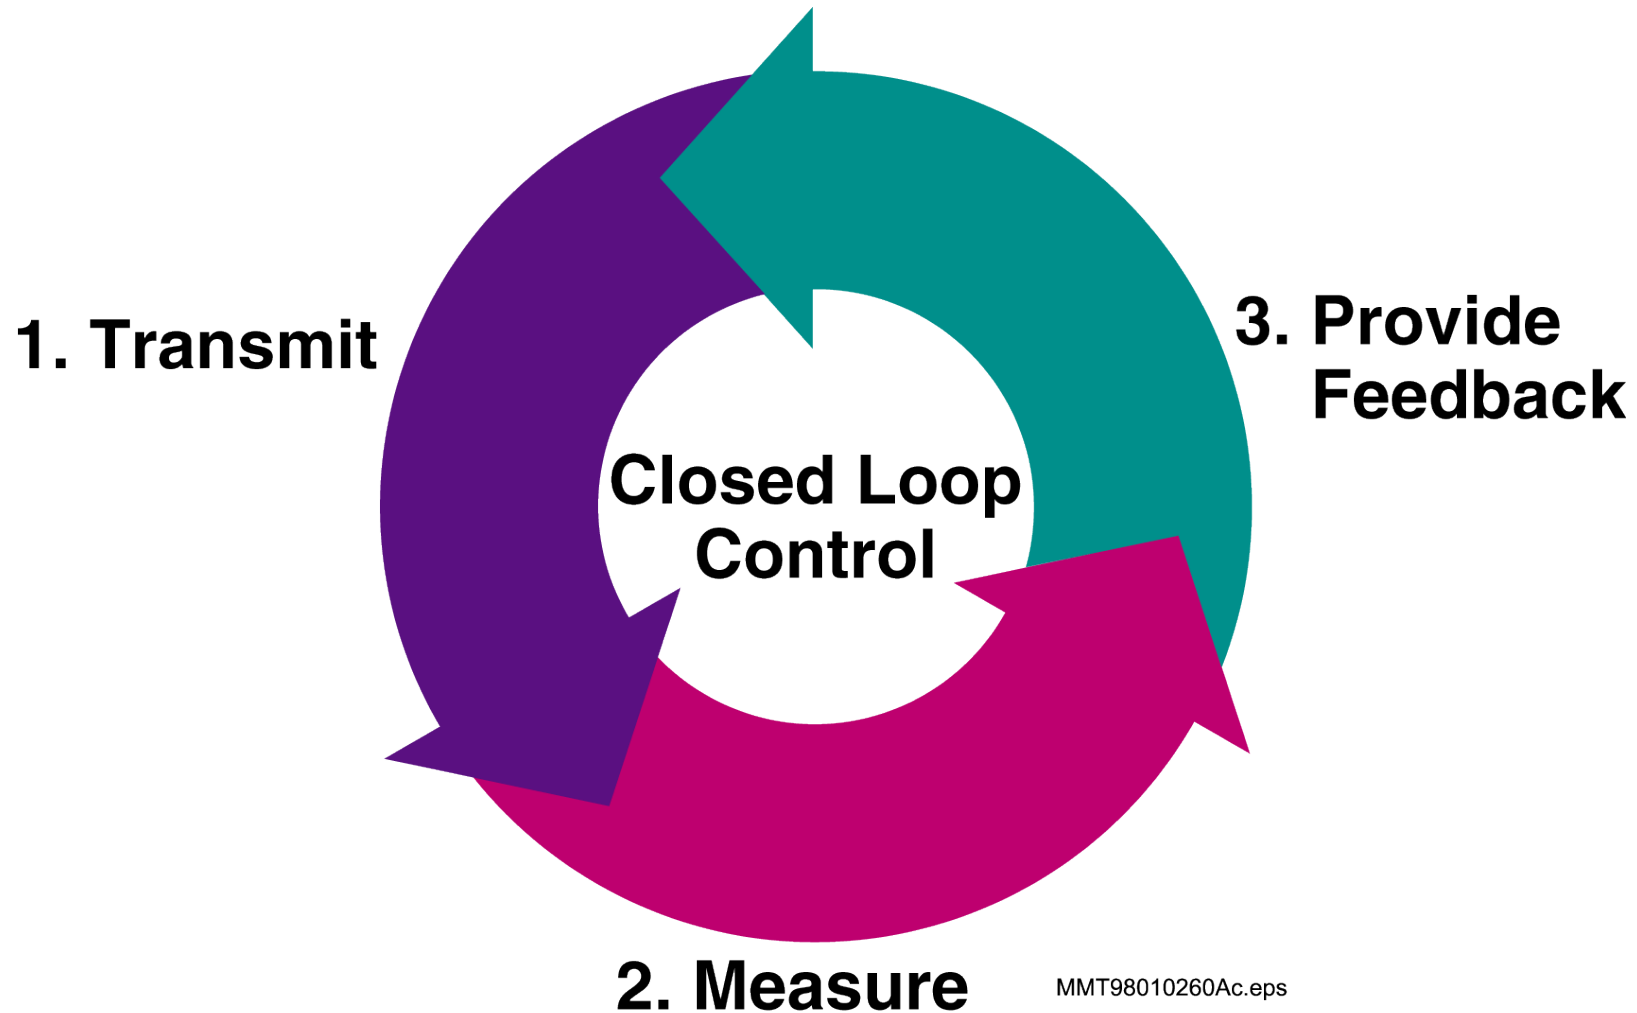 1. Transmit
3. Provide
Feedback
Closed Loop
Control
2. Measure
MMT98010260Ac.eps